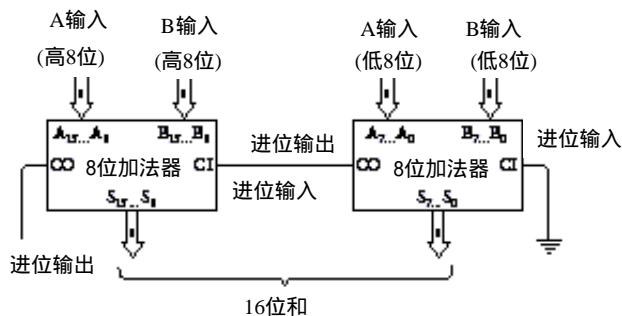 A输入
(高8位)
B输入
(高8位)
A输入
(低8位)
B输入
(低8位)
A15...A8
B15...B8
CO 8位加法器 CI
S15...S8
进位输出
进位输入
A7...A0
B7...B0
CO 8位加法器 CI
S7...S0
进位输入
进位输出
16位和